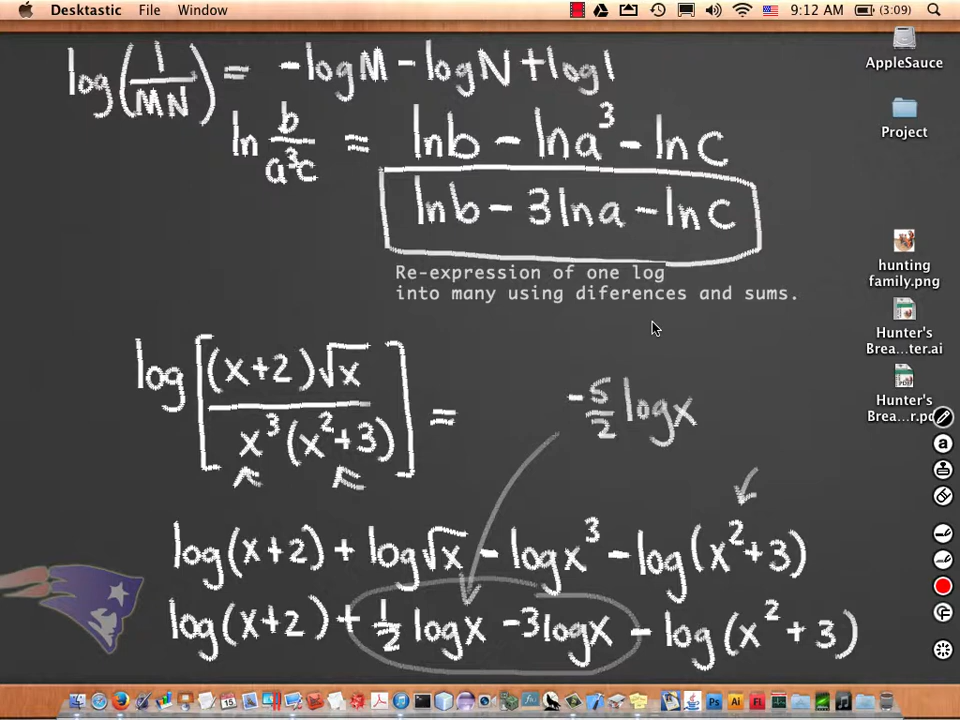 Desktastic File Window 9:12 AM (3:09)
log(1/MN) = -logM - logN + log1
AppleSauce
ln b/a³c = lnb - lna³ - lnc
Project
lnb - 3lna - lnc
Re-expression of one log
into many using diferences and sums.
hunting
family.png
Hunter's
Brea...ter.ai
Hunter's
Brea...r.pdf
log[(x+2)√x / x³(x²+3)] =
-5/2 logx
log(x+2) + log√x - logx³ - log(x²+3)
log(x+2) + 1/2 logx - 3logx - log(x²+3)